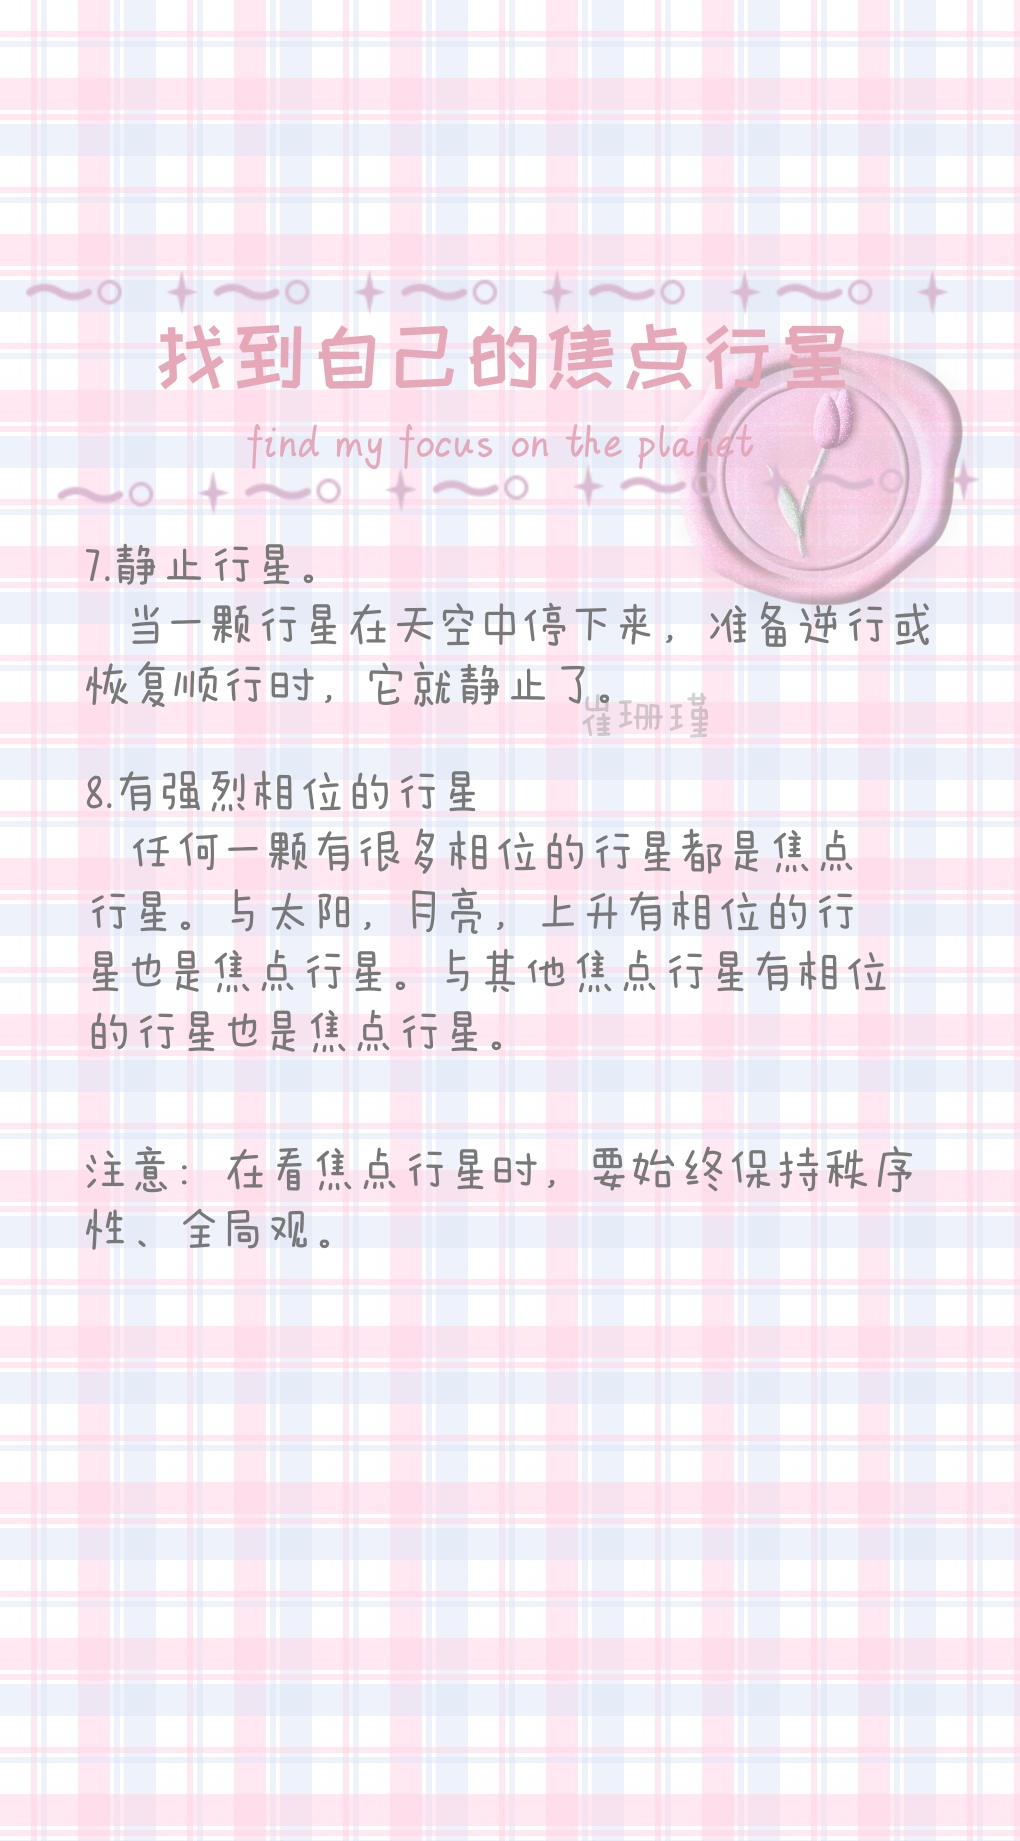 找到自己的焦点行星
find my focus on the planet
7.静止行星。
当一颗行星在天空中停下来，准备逆行或
恢复顺行时，它就静止了。
崔珊瑾
8.有强烈相位的行星
任何一颗有很多相位的行星都是焦点
行星。与太阳，月亮，上升有相位的行
星也是焦点行星。与其他焦点行星有相位
的行星也是焦点行星。
注意：在看焦点行星时，要始终保持秩序
性、全局观。